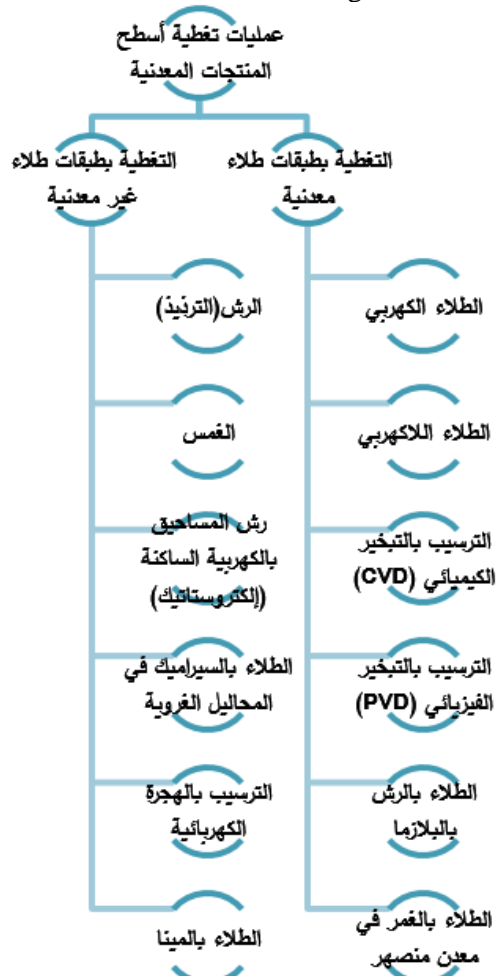 عمليات تغطية أسطح
المنتجات المعدنية
التغطية بطبقات طلاء
معدنية
الطلاء الكهربي
الطلاء اللاكهربي
الترسيب بالتبخير
الكيميائي (CVD)
الترسيب بالتبخير
الفيزيائي (PVD)
الطلاء بالرش
بالبلازما
الطلاء بالغمر في
معدن منصهر
التغطية بطبقات طلاء
غير معدنية
الرش(الترذيذ)
الغمس
رش المساحيق
بالكهربية الساكنة
(إلكتروستاتيك)
الطلاء بالسيراميك في
المحاليل الغروية
الترسيب بالهجرة
الكهربائية
الطلاء بالمينا